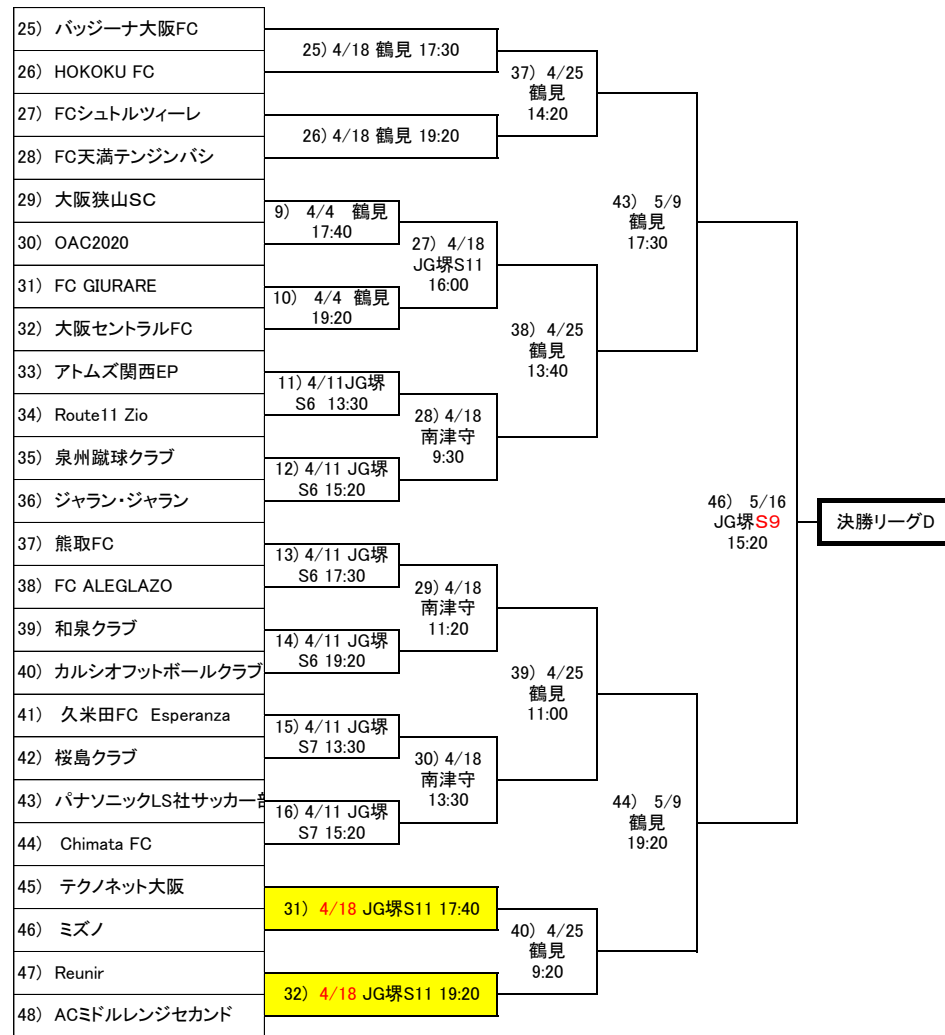 25) バッジーナ大阪FC
26) HOKOKU FC
27) FCシュトルツィーレ
28) FC天満テンジンバシ
29) 大阪狭山SC
30) OAC2020
31) FC GIURARE
32) 大阪セントラルFC
33) アトムズ関西EP
34) Route11 Zio
35) 泉州蹴球クラブ
36) ジャラン・ジャラン
37) 熊取FC
38) FC ALEGLAZO
39) 和泉クラブ
40) カルシオフットボールクラブ
41) 久米田FC Esperanza
42) 桜島クラブ
43) パナソニックLS社サッカー部
44) Chimata FC
45) テクノネット大阪
46) ミズノ
47) Reunir
48) ACミドルレンジセカンド
25) 4/18 鶴見 17:30
26) 4/18 鶴見 19:20
9) 4/4 鶴見
17:40
10) 4/4 鶴見
19:20
11) 4/11JG堺
S6 13:30
12) 4/11 JG堺
S6 15:20
13) 4/11 JG堺
S6 17:30
14) 4/11 JG堺
S6 19:20
15) 4/11 JG堺
S7 13:30
16) 4/11 JG堺
S7 15:20
31) 4/18 JG堺S11 17:40
32) 4/18 JG堺S11 19:20
27) 4/18
JG堺S11
16:00
28) 4/18
南津守
9:30
29) 4/18
南津守
11:20
30) 4/18
南津守
13:30
37) 4/25
鶴見
14:20
38) 4/25
鶴見
13:40
39) 4/25
鶴見
11:00
40) 4/25
鶴見
9:20
43) 5/9
鶴見
17:30
44) 5/9
鶴見
19:20
46) 5/16
JG堺S9
15:20
決勝リーグD